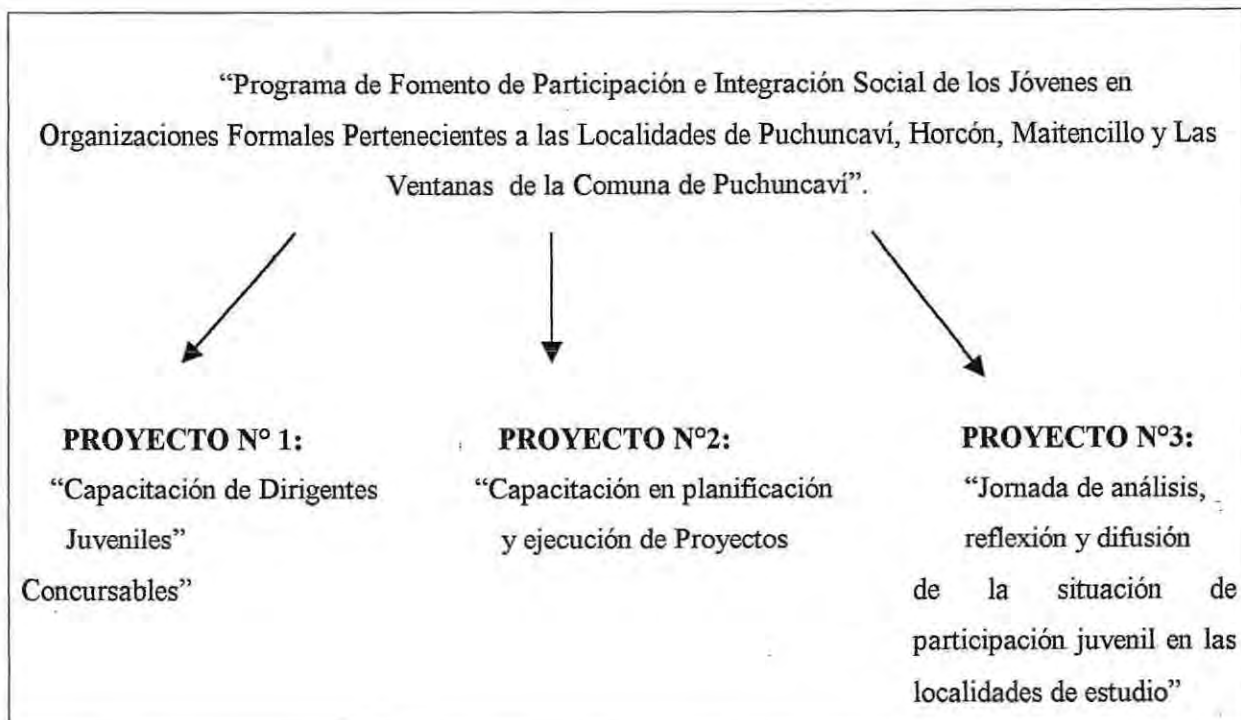 “Programa de Fomento de Participación e Integración Social de los Jóvenes en
Organizaciones Formales Pertenecientes a las Localidades de Puchuncaví, Horcón, Maitencillo y Las
Ventanas de la Comuna de Puchuncaví”.
PROYECTO N° 1:
“Capacitación de Dirigentes
Juveniles”
Concursables”
PROYECTO N°2:
“Capacitación en planificación
y ejecución de Proyectos
PROYECTO N°3:
“Jornada de análisis,
reflexión y difusión
de la situación de
participación juvenil en las
localidades de estudio”